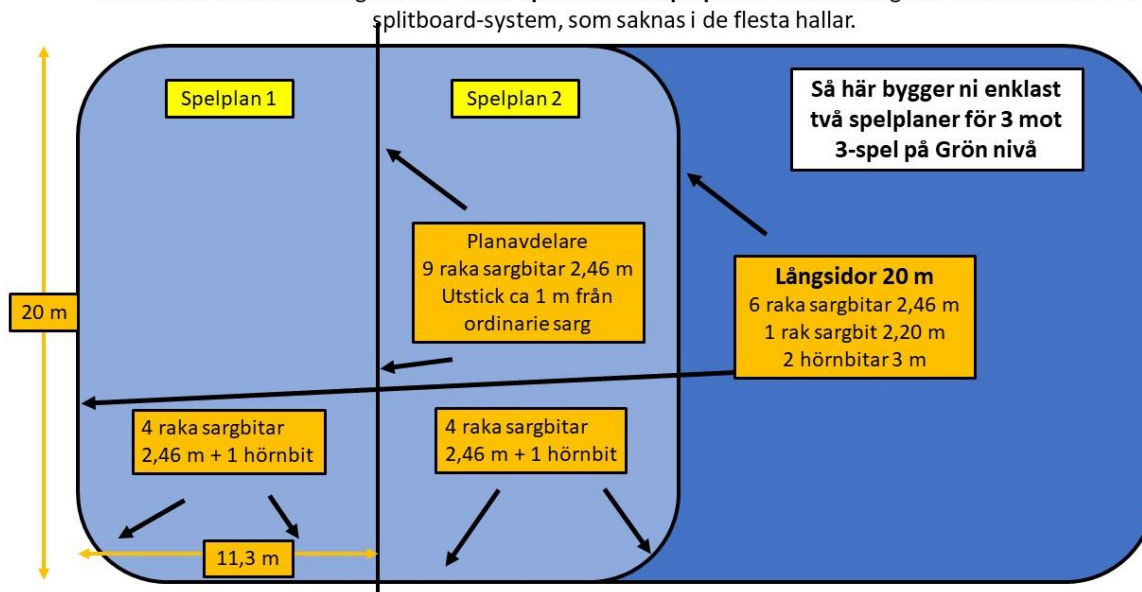 splitboard-system, som saknas i de flesta hallar.
Spelplan 1
Spelplan 2
Så här bygger ni enklast
två spelplaner för 3 mot
3-spel på Grön nivå
Planavdelare
9 raka sargbitar 2,46 m
Utstick ca 1 m från
ordinarie sarg
Långsidor 20 m
6 raka sargbitar 2,46 m
1 rak sargbit 2,20 m
2 hörnbitar 3 m
20 m
4 raka sargbitar
2,46 m + 1 hörnbit
4 raka sargbitar
2,46 m + 1 hörnbit
11,3 m